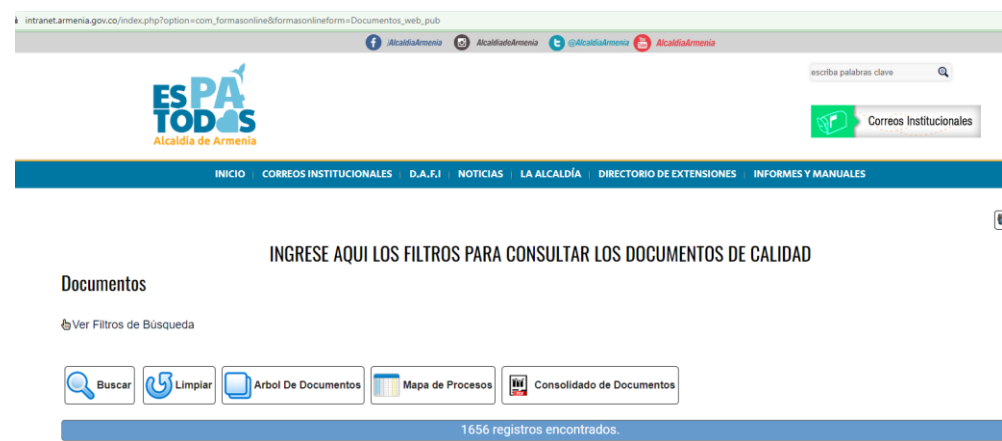 intranet.armenia.gov.co/index.php?option=com_formasonline&formasonlineform=Documentos_web_pub
/AlcaldiaArmenia AlcaldiadeArmenia @AlcaldiaArmenia AlcaldiaArmenia
escriba palabras clave
ES PA
TODOS
Alcaldía de Armenia
Correos Institucionales
INICIO CORREOS INSTITUCIONALES D.A.F.I NOTICIAS LA ALCALDÍA DIRECTORIO DE EXTENSIONES INFORMES Y MANUALES
INGRESE AQUI LOS FILTROS PARA CONSULTAR LOS DOCUMENTOS DE CALIDAD
Documentos
Ver Filtros de Búsqueda
Buscar Limpiar Arbol De Documentos Mapa de Procesos Consolidado de Documentos
1656 registros encontrados.